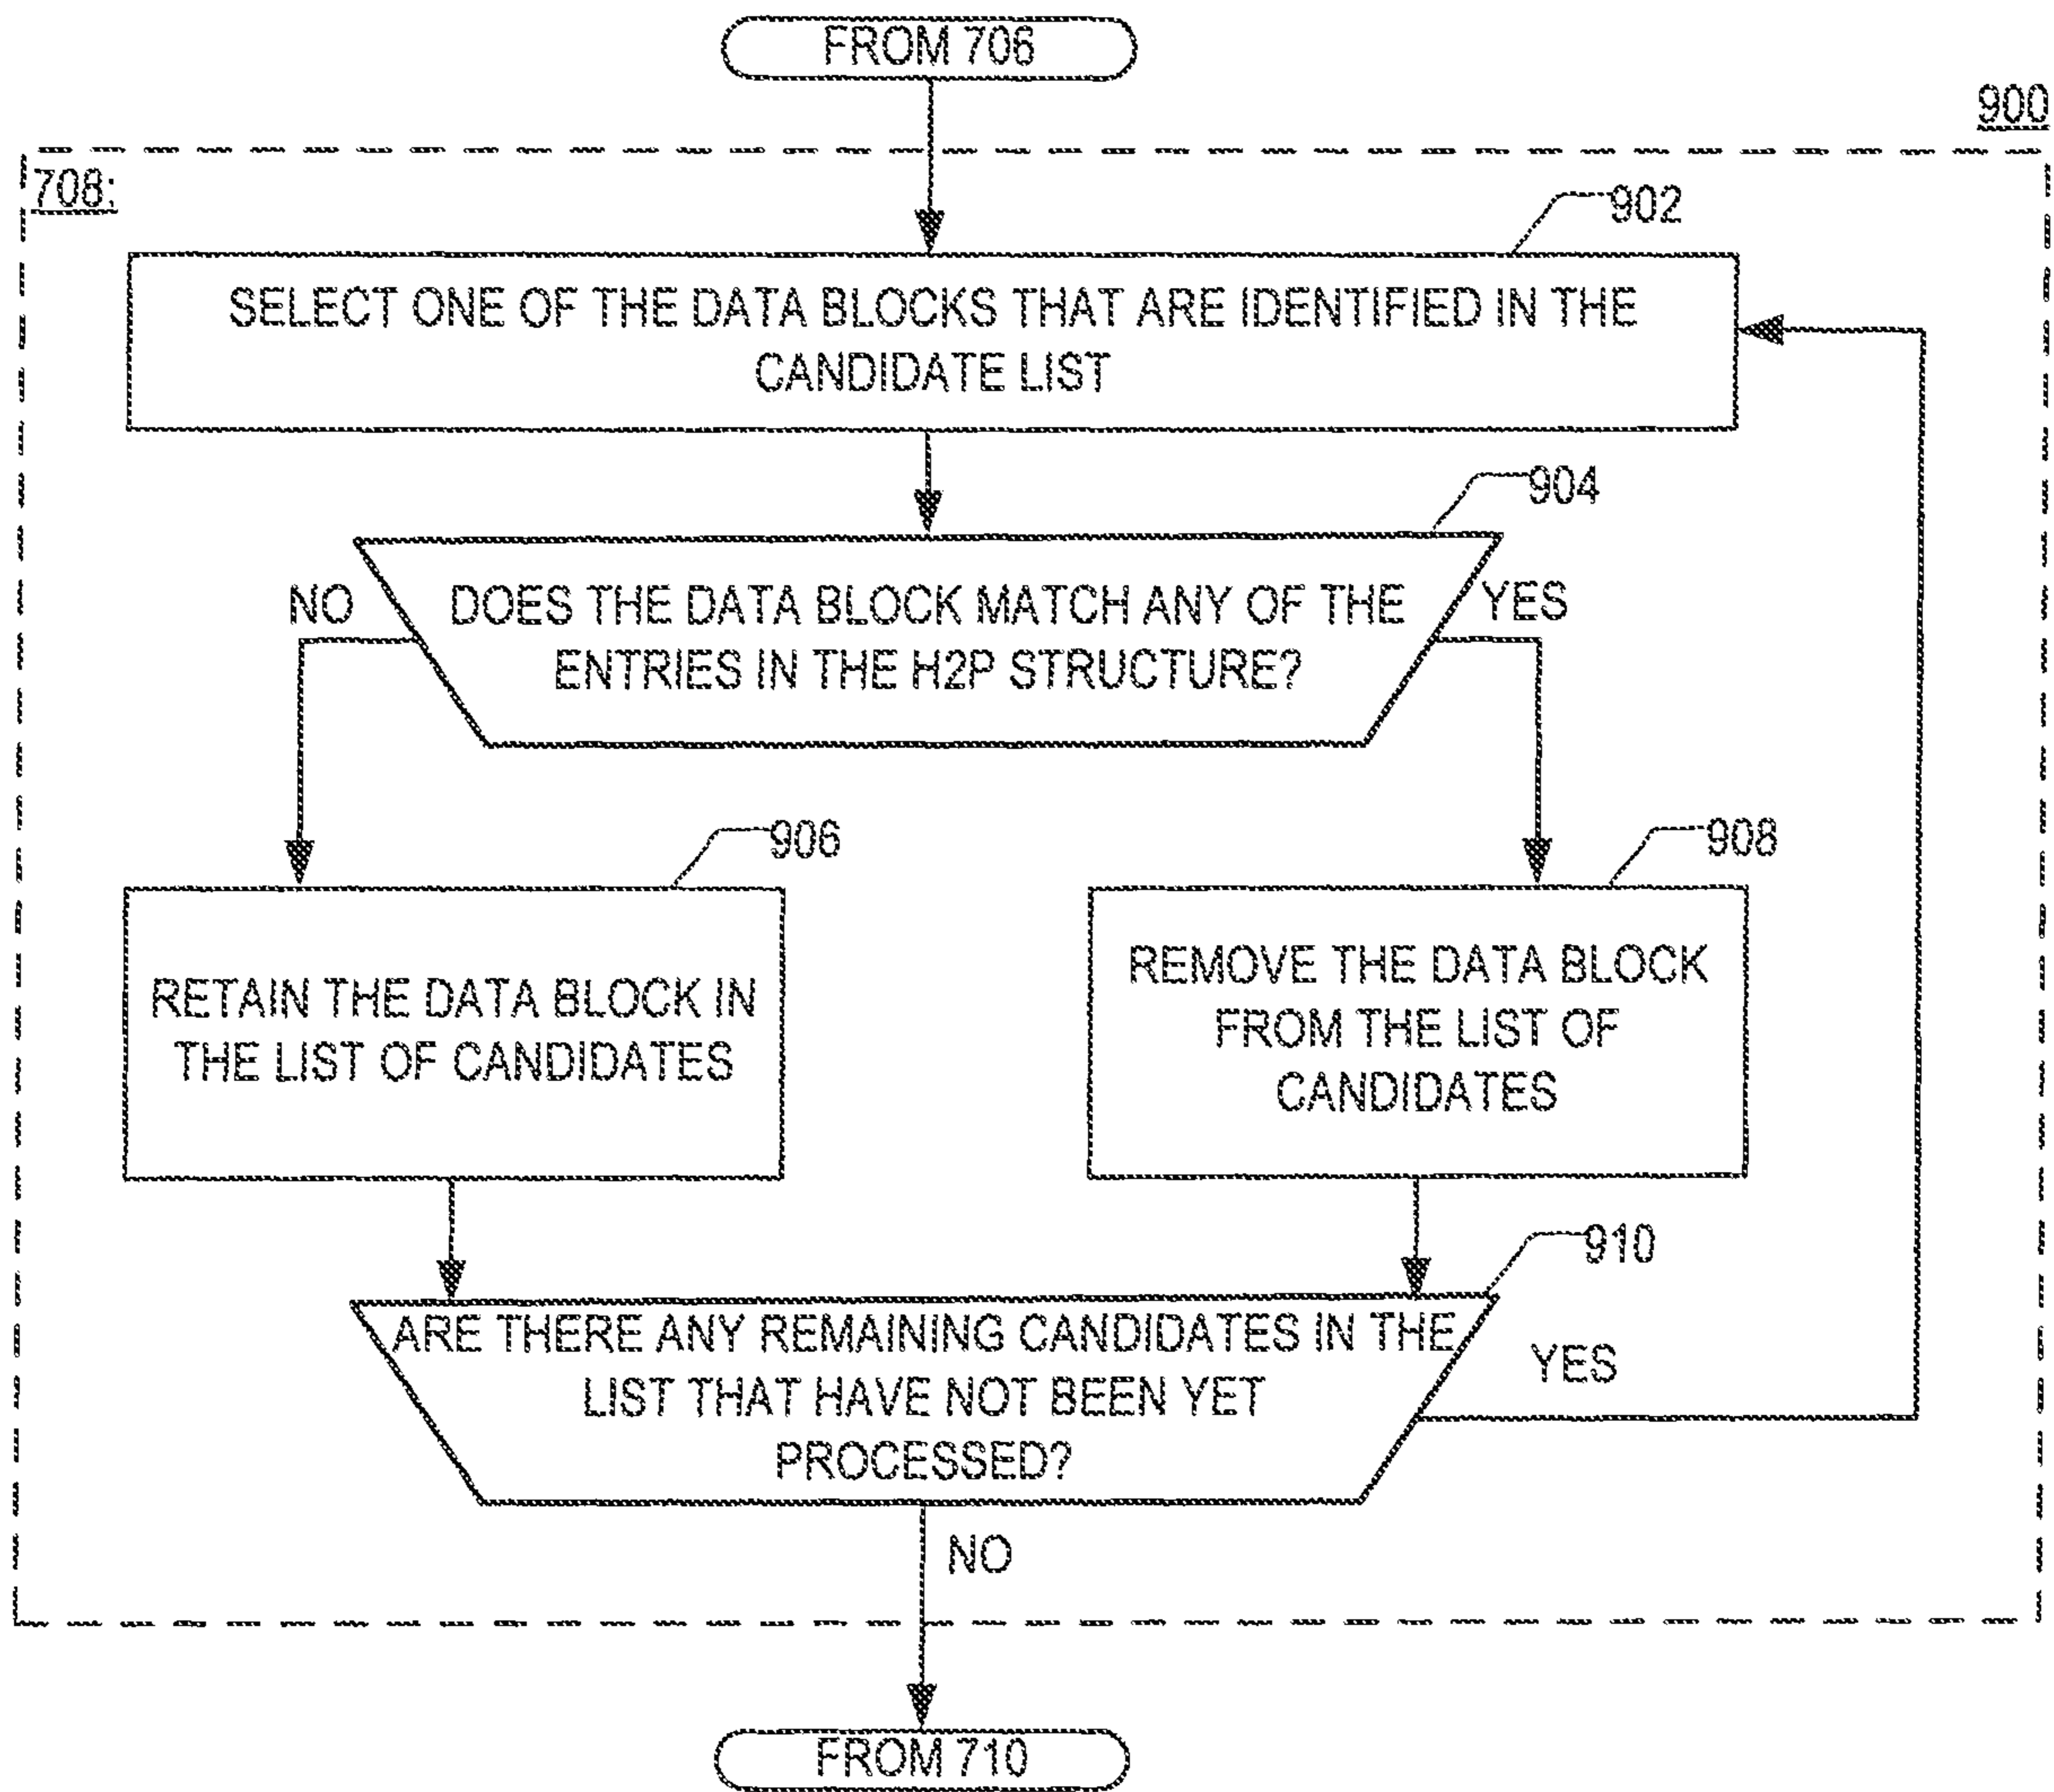 FROM 706
900
708:
902
SELECT ONE OF THE DATA BLOCKS THAT ARE IDENTIFIED IN THE
CANDIDATE LIST
904
NO
DOES THE DATA BLOCK MATCH ANY OF THE
YES
ENTRIES IN THE H2P STRUCTURE?
906
908
RETAIN THE DATA BLOCK IN
THE LIST OF CANDIDATES
REMOVE THE DATA BLOCK
FROM THE LIST OF
CANDIDATES
910
ARE THERE ANY REMAINING CANDIDATES IN THE
LIST THAT HAVE NOT BEEN YET
PROCESSED?
YES
NO
FROM 710